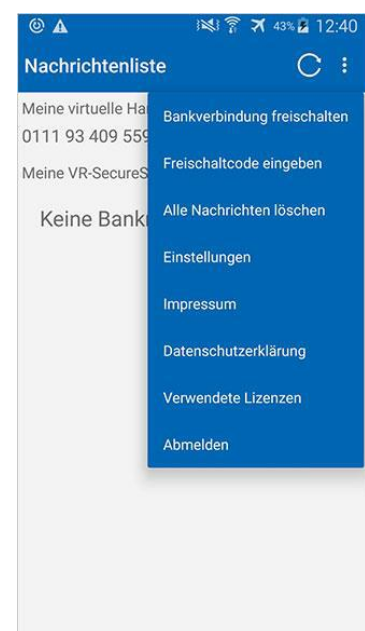 43% 12:40
Nachrichtenliste
Meine virtuelle Ha
0111 93 409 559
Meine VR-SecureS
Keine Bank
Bankverbindung freischalten
Freischaltcode eingeben
Alle Nachrichten löschen
Einstellungen
Impressum
Datenschutzerklärung
Verwendete Lizenzen
Abmelden